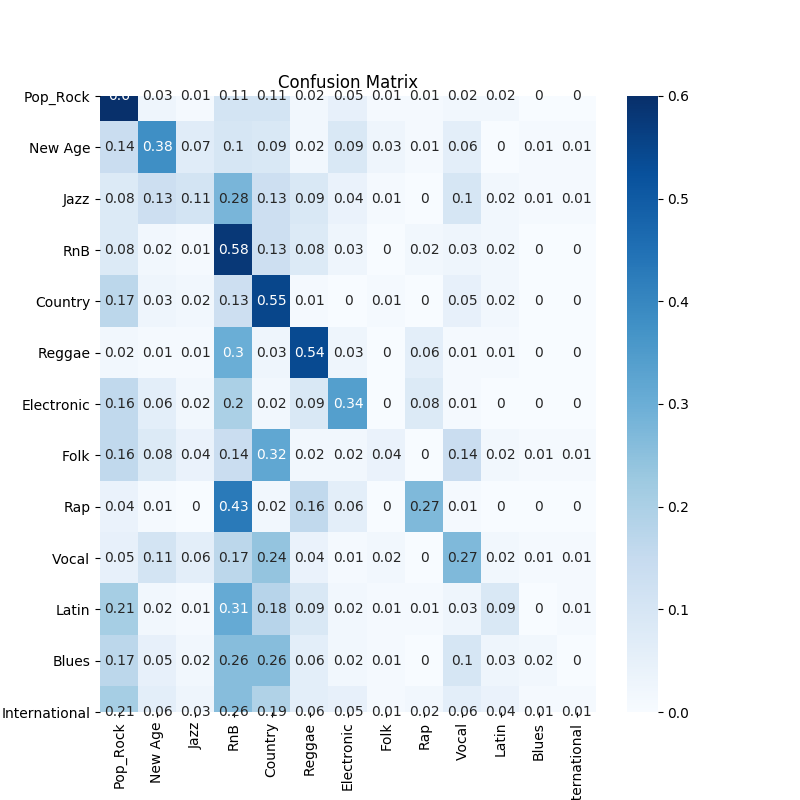 Confusion Matrix
Pop_Rock 0.6 0.03 0.01 0.11 0.11 0.02 0.05 0.01 0.01 0.02 0.02 0 0
New Age 0.14 0.38 0.07 0.1 0.09 0.02 0.09 0.03 0.01 0.06 0 0.01 0.01
Jazz 0.08 0.13 0.11 0.28 0.13 0.09 0.04 0.01 0 0.1 0.02 0.01 0.01
RnB 0.08 0.02 0.01 0.58 0.13 0.08 0.03 0 0.02 0.03 0.02 0 0
Country 0.17 0.03 0.02 0.13 0.55 0.01 0 0.01 0 0.05 0.02 0 0
Reggae 0.02 0.01 0.01 0.3 0.03 0.54 0.03 0 0.06 0.01 0.01 0 0
Electronic 0.16 0.06 0.02 0.2 0.02 0.09 0.34 0 0.08 0.01 0 0 0
Folk 0.16 0.08 0.04 0.14 0.32 0.02 0.02 0.04 0 0.14 0.02 0.01 0.01
Rap 0.04 0.01 0 0.43 0.02 0.16 0.06 0 0.27 0.01 0 0 0
Vocal 0.05 0.11 0.06 0.17 0.24 0.04 0.01 0.02 0 0.27 0.02 0.01 0.01
Latin 0.21 0.02 0.01 0.31 0.18 0.09 0.02 0.01 0.01 0.03 0.09 0 0.01
Blues 0.17 0.05 0.02 0.26 0.26 0.06 0.02 0.01 0 0.1 0.03 0.02 0
International 0.21 0.06 0.03 0.26 0.19 0.06 0.05 0.01 0.02 0.06 0.04 0.01 0.01
Pop_Rock
New Age
Jazz
RnB
Country
Reggae
Electronic
Folk
Rap
Vocal
Latin
Blues
ternational
0.6
0.5
0.4
0.3
0.2
0.1
0.0